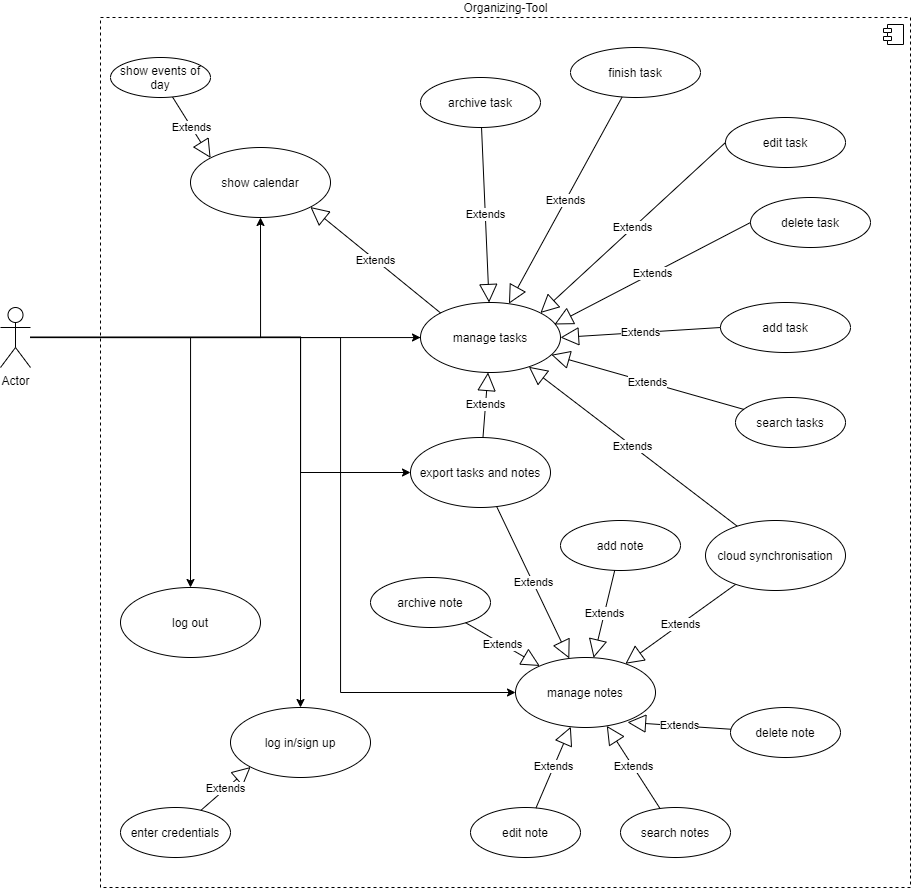 Organizing-Tool
show events of
day
finish task
archive task
Extends
edit task
show calendar
Extends
Extends
delete task
Extends
Extends
Extends
add task
Extends
manage tasks
Actor
Extends
Extends
search tasks
Extends
export tasks and notes
add note
cloud synchronisation
Extends
archive note
Extends
log out
Extends
Extends
manage notes
Extends
delete note
log in/sign up
Extends
Extends
Extends
enter credentials
edit note
search notes